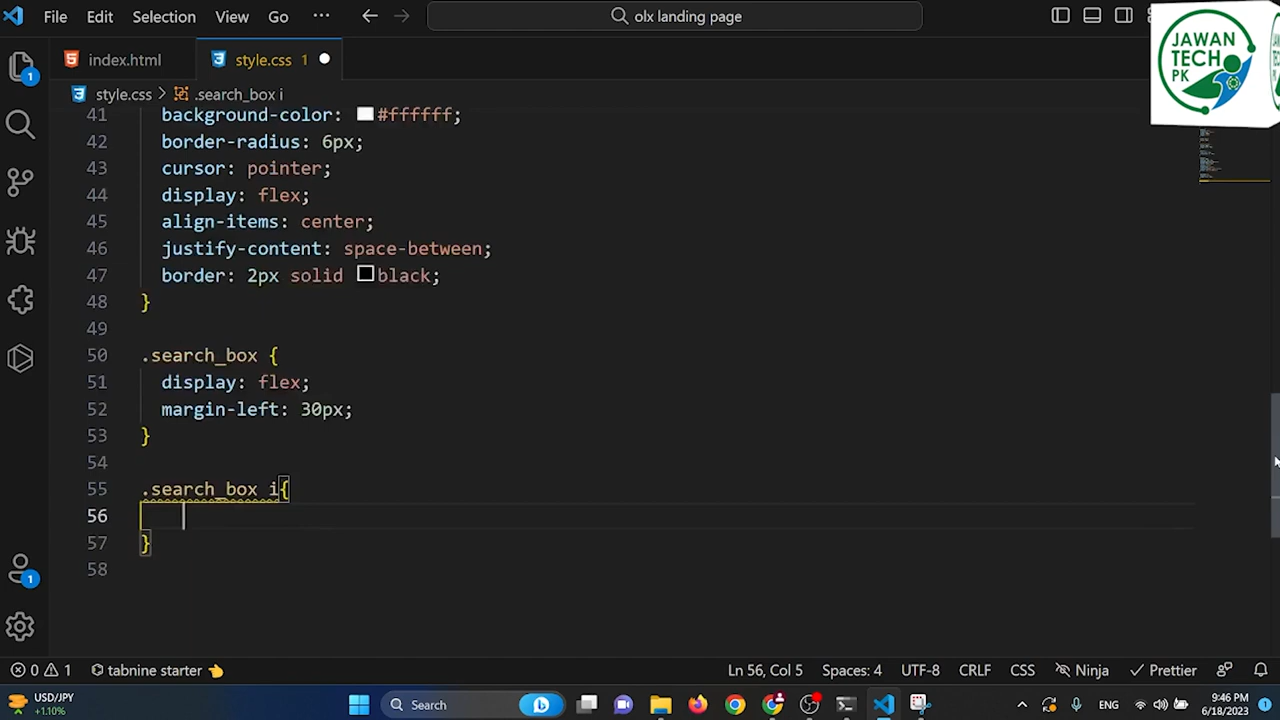 File Edit Selection View Go ··· olx landing page
JAWAN
TECH
PK
index.html style.css 1
style.css > .search_box i
41 background-color: #ffffff;
42 border-radius: 6px;
43 cursor: pointer;
44 display: flex;
45 align-items: center;
46 justify-content: space-between;
47 border: 2px solid black;
48 }
49
50 .search_box {
51 display: flex;
52 margin-left: 30px;
53 }
54
55 .search_box i{
56
57 }
58
1
1
1
0 1 tabnine starter Ln 56, Col 5 Spaces: 4 UTF-8 CRLF CSS Ninja Prettier
USD/JPY
+1.10%
Search
ENG
9:46 PM
6/18/2023
1